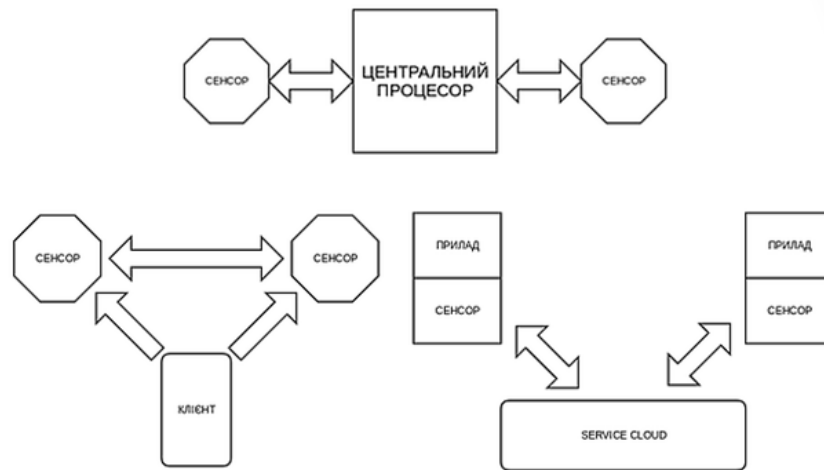 СЕНСОР
ЦЕНТРАЛЬНИЙ
ПРОЦЕСОР
СЕНСОР
СЕНСОР
СЕНСОР
КЛІЄНТ
ПРИЛАД
СЕНСОР
ПРИЛАД
СЕНСОР
SERVICE CLOUD